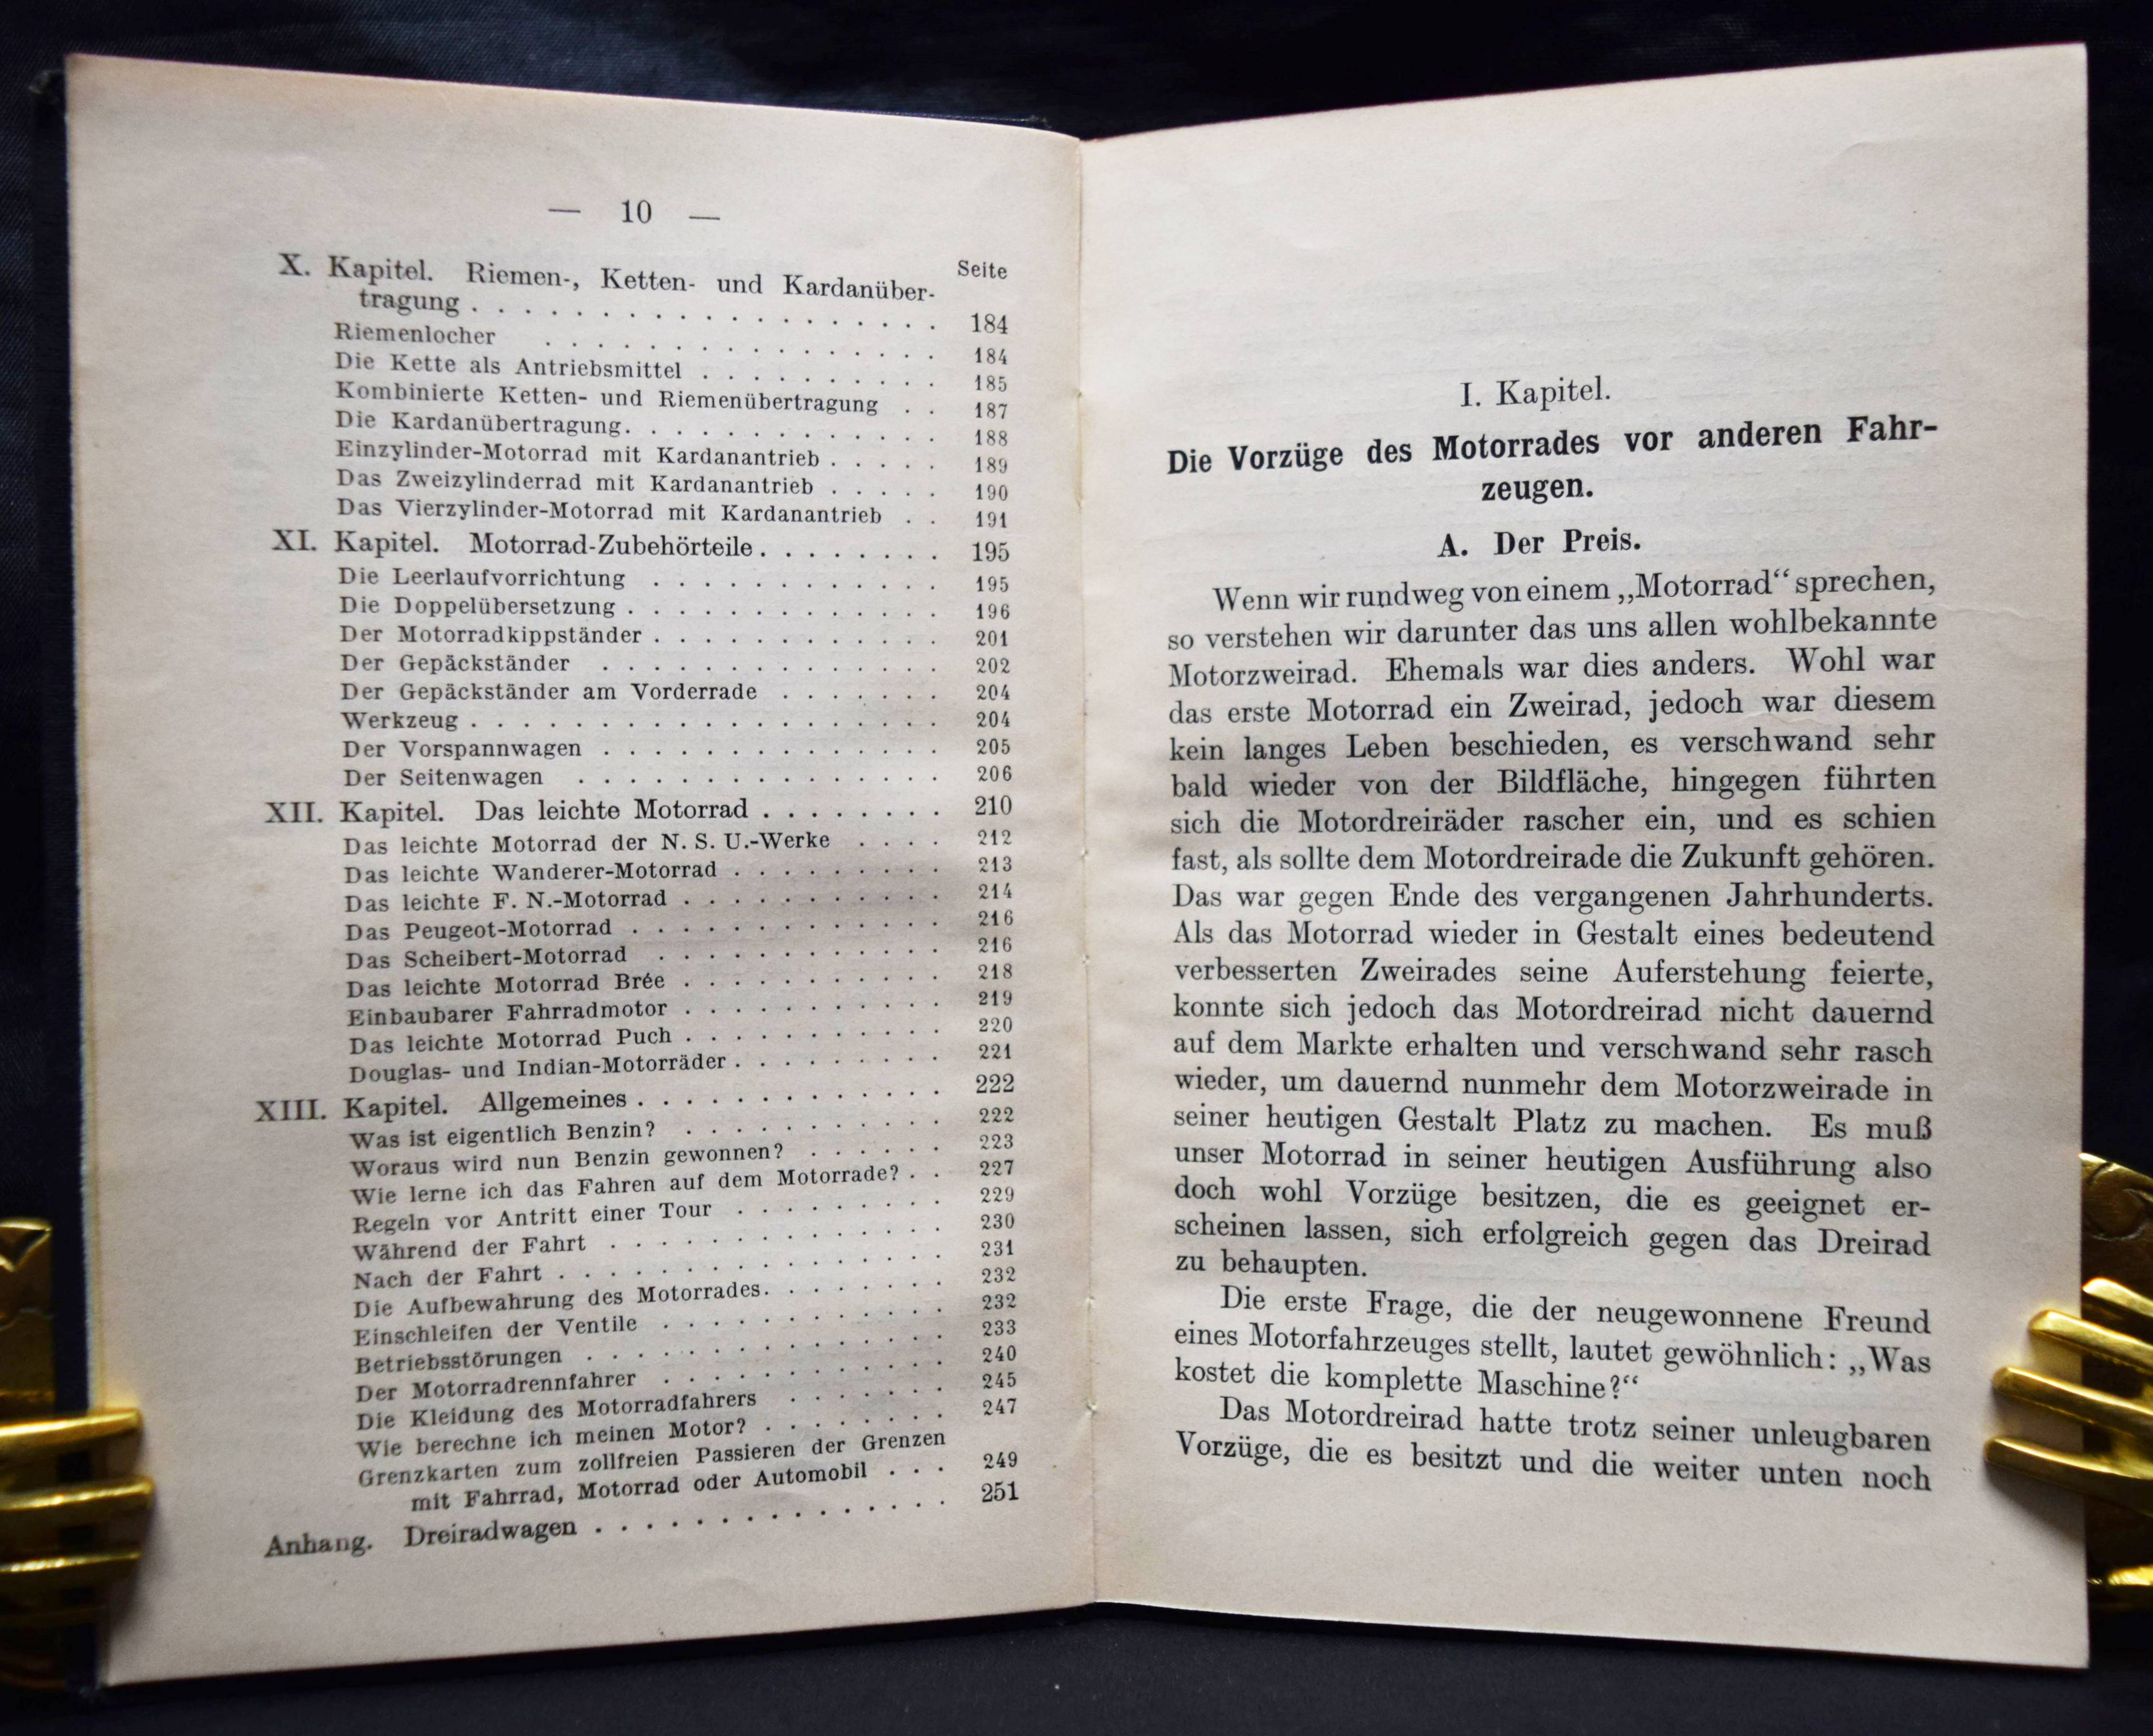 — 10 —
Seite
X. Kapitel. Riemen-, Ketten- und Kardanüber-
tragung . . . . . . . . . . . . . . . . . . . 184
Riemenlocher . . . . . . . . . . . . . . . . 184
Die Kette als Antriebsmittel . . . . . . . . . . 185
Kombinierte Ketten- und Riemenübertragung . . 187
Die Kardanübertragung. . . . . . . . . . . . . 188
Einzylinder-Motorrad mit Kardanantrieb . . . . . 189
Das Zweizylinderrad mit Kardanantrieb . . . . . 190
Das Vierzylinder-Motorrad mit Kardanantrieb . . 191
XI. Kapitel. Motorrad-Zubehörteile . . . . . . . . 195
Die Leerlaufvorrichtung . . . . . . . . . . . . 195
Die Doppelübersetzung . . . . . . . . . . . . . 196
Der Motorradkippständer . . . . . . . . . . . . 201
Der Gepäckständer . . . . . . . . . . . . . . 202
Der Gepäckständer am Vorderrade . . . . . . . 204
Werkzeug . . . . . . . . . . . . . . . . . . . 204
Der Vorspannwagen . . . . . . . . . . . . . . 205
Der Seitenwagen . . . . . . . . . . . . . . . 206
XII. Kapitel. Das leichte Motorrad . . . . . . . . 210
Das leichte Motorrad der N. S. U.-Werke . . . . 212
Das leichte Wanderer-Motorrad . . . . . . . . . 213
Das leichte F. N.-Motorrad . . . . . . . . . . . 214
Das Peugeot-Motorrad . . . . . . . . . . . . . 216
Das Scheibert-Motorrad . . . . . . . . . . . . 216
Das leichte Motorrad Brée . . . . . . . . . . . 218
Einbaubarer Fahrradmotor . . . . . . . . . . . 219
Das leichte Motorrad Puch . . . . . . . . . . . 220
Douglas- und Indian-Motorräder . . . . . . . . . 221
XIII. Kapitel. Allgemeines . . . . . . . . . . . . . 222
Was ist eigentlich Benzin? . . . . . . . . . . . 222
Woraus wird nun Benzin gewonnen? . . . . . . 223
Wie lerne ich das Fahren auf dem Motorrade? . . 227
Regeln vor Antritt einer Tour . . . . . . . . . 229
Während der Fahrt . . . . . . . . . . . . . . 230
Nach der Fahrt . . . . . . . . . . . . . . . . 231
Die Aufbewahrung des Motorrades. . . . . . . . 232
Einschleifen der Ventile . . . . . . . . . . . . 232
Betriebsstörungen . . . . . . . . . . . . . . . 233
Der Motorradrennfahrer . . . . . . . . . . . . 240
Die Kleidung des Motorradfahrers . . . . . . . 245
Wie berechne ich meinen Motor? . . . . . . . . 247
Grenzkarten zum zollfreien Passieren der Grenzen
mit Fahrrad, Motorrad oder Automobil . . . 249
Anhang. Dreiradwagen . . . . . . . . . . . . . . 251
I. Kapitel.
Die Vorzüge des Motorrades vor anderen Fahr-
zeugen.
A. Der Preis.
Wenn wir rundweg von einem „Motorrad“ sprechen,
so verstehen wir darunter das uns allen wohlbekannte
Motorzweirad. Ehemals war dies anders. Wohl war
das erste Motorrad ein Zweirad, jedoch war diesem
kein langes Leben beschieden, es verschwand sehr
bald wieder von der Bildfläche, hingegen führten
sich die Motordreiräder rascher ein, und es schien
fast, als sollte dem Motordreirade die Zukunft gehören.
Das war gegen Ende des vergangenen Jahrhunderts.
Als das Motorrad wieder in Gestalt eines bedeutend
verbesserten Zweirades seine Auferstehung feierte,
konnte sich jedoch das Motordreirad nicht dauernd
auf dem Markte erhalten und verschwand sehr rasch
wieder, um dauernd nunmehr dem Motorzweirade in
seiner heutigen Gestalt Platz zu machen. Es muß
unser Motorrad in seiner heutigen Ausführung also
doch wohl Vorzüge besitzen, die es geeignet er-
scheinen lassen, sich erfolgreich gegen das Dreirad
zu behaupten.
Die erste Frage, die der neugewonnene Freund
eines Motorfahrzeuges stellt, lautet gewöhnlich: „Was
kostet die komplette Maschine?“
Das Motordreirad hatte trotz seiner unleugbaren
Vorzüge, die es besitzt und die weiter unten noch